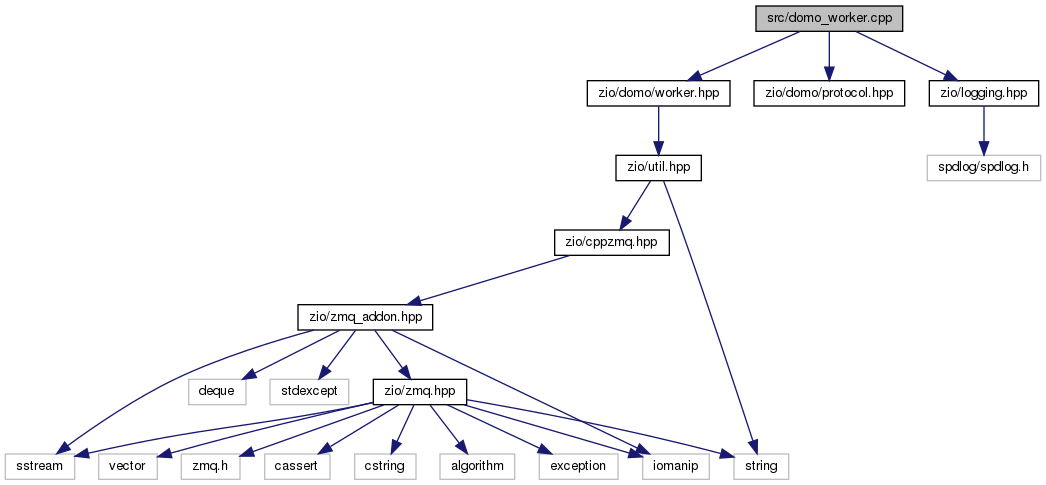 src/domo_worker.cpp
zio/domo/worker.hpp
zio/domo/protocol.hpp
zio/logging.hpp
zio/util.hpp
spdlog/spdlog.h
zio/cppzmq.hpp
zio/zmq_addon.hpp
deque
stdexcept
zio/zmq.hpp
sstream
vector
zmq.h
cassert
cstring
algorithm
exception
iomanip
string